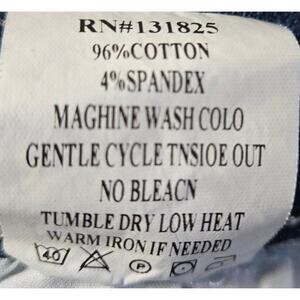 RN#131825
96%COTTON
4%SPANDEX
MAGHINE WASH COLO
GENTLE CYCLE TNSIOE OUT
NO BLEACN
TUMBLE DRY LOW HEAT
WARM IRON IF NEEDED
40 P